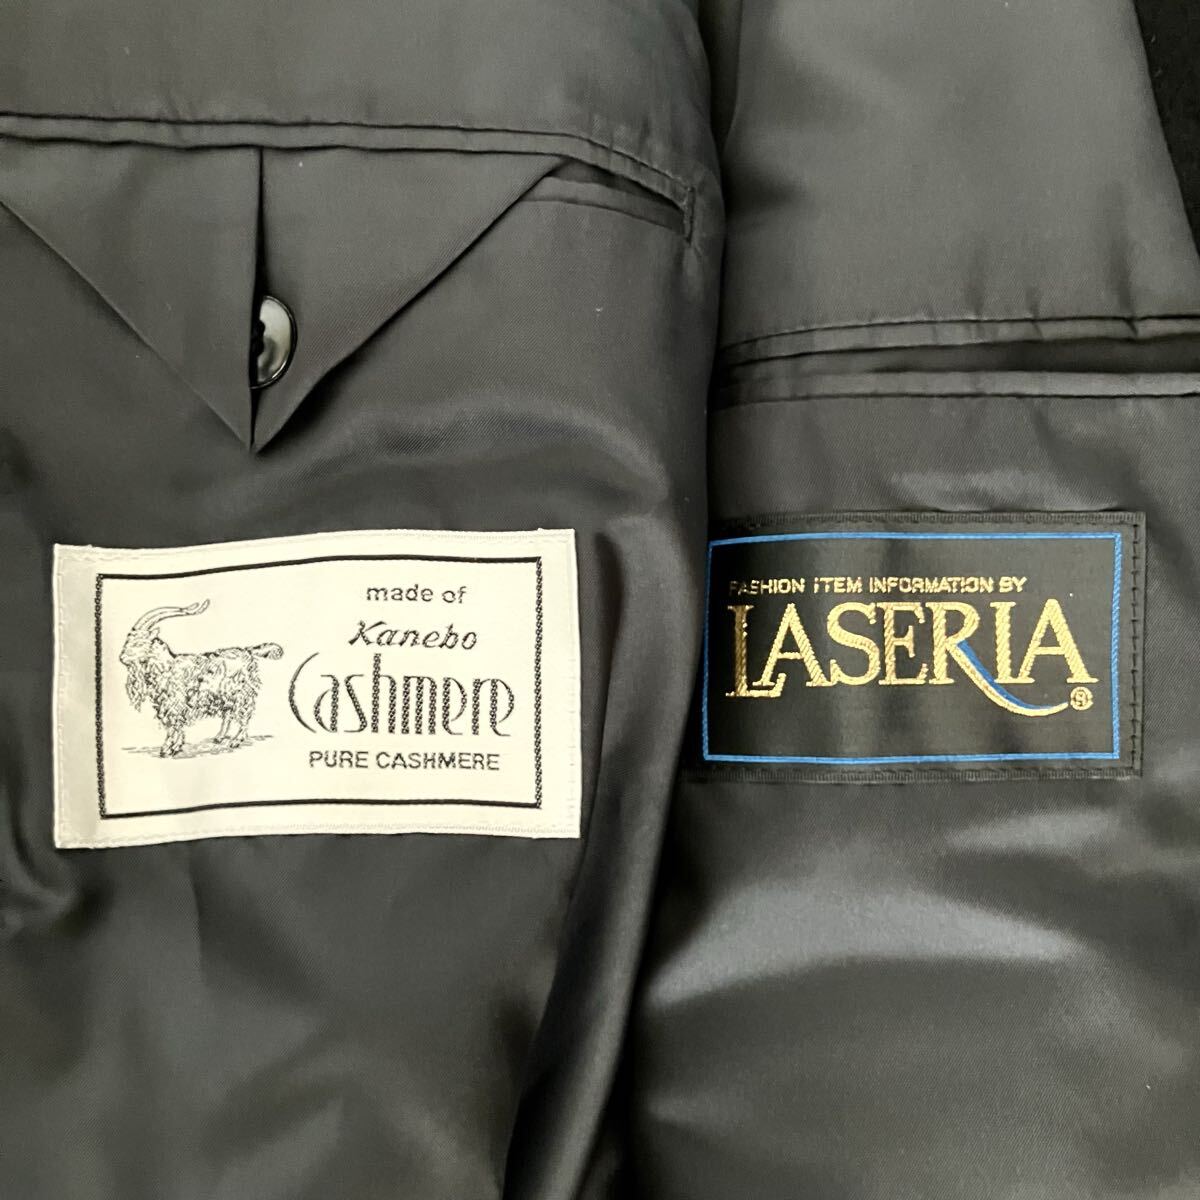 made of
Kanebo
Cashmere
PURE CASHMERE
FASHION ITEM INFORMATION BY
LASERIA